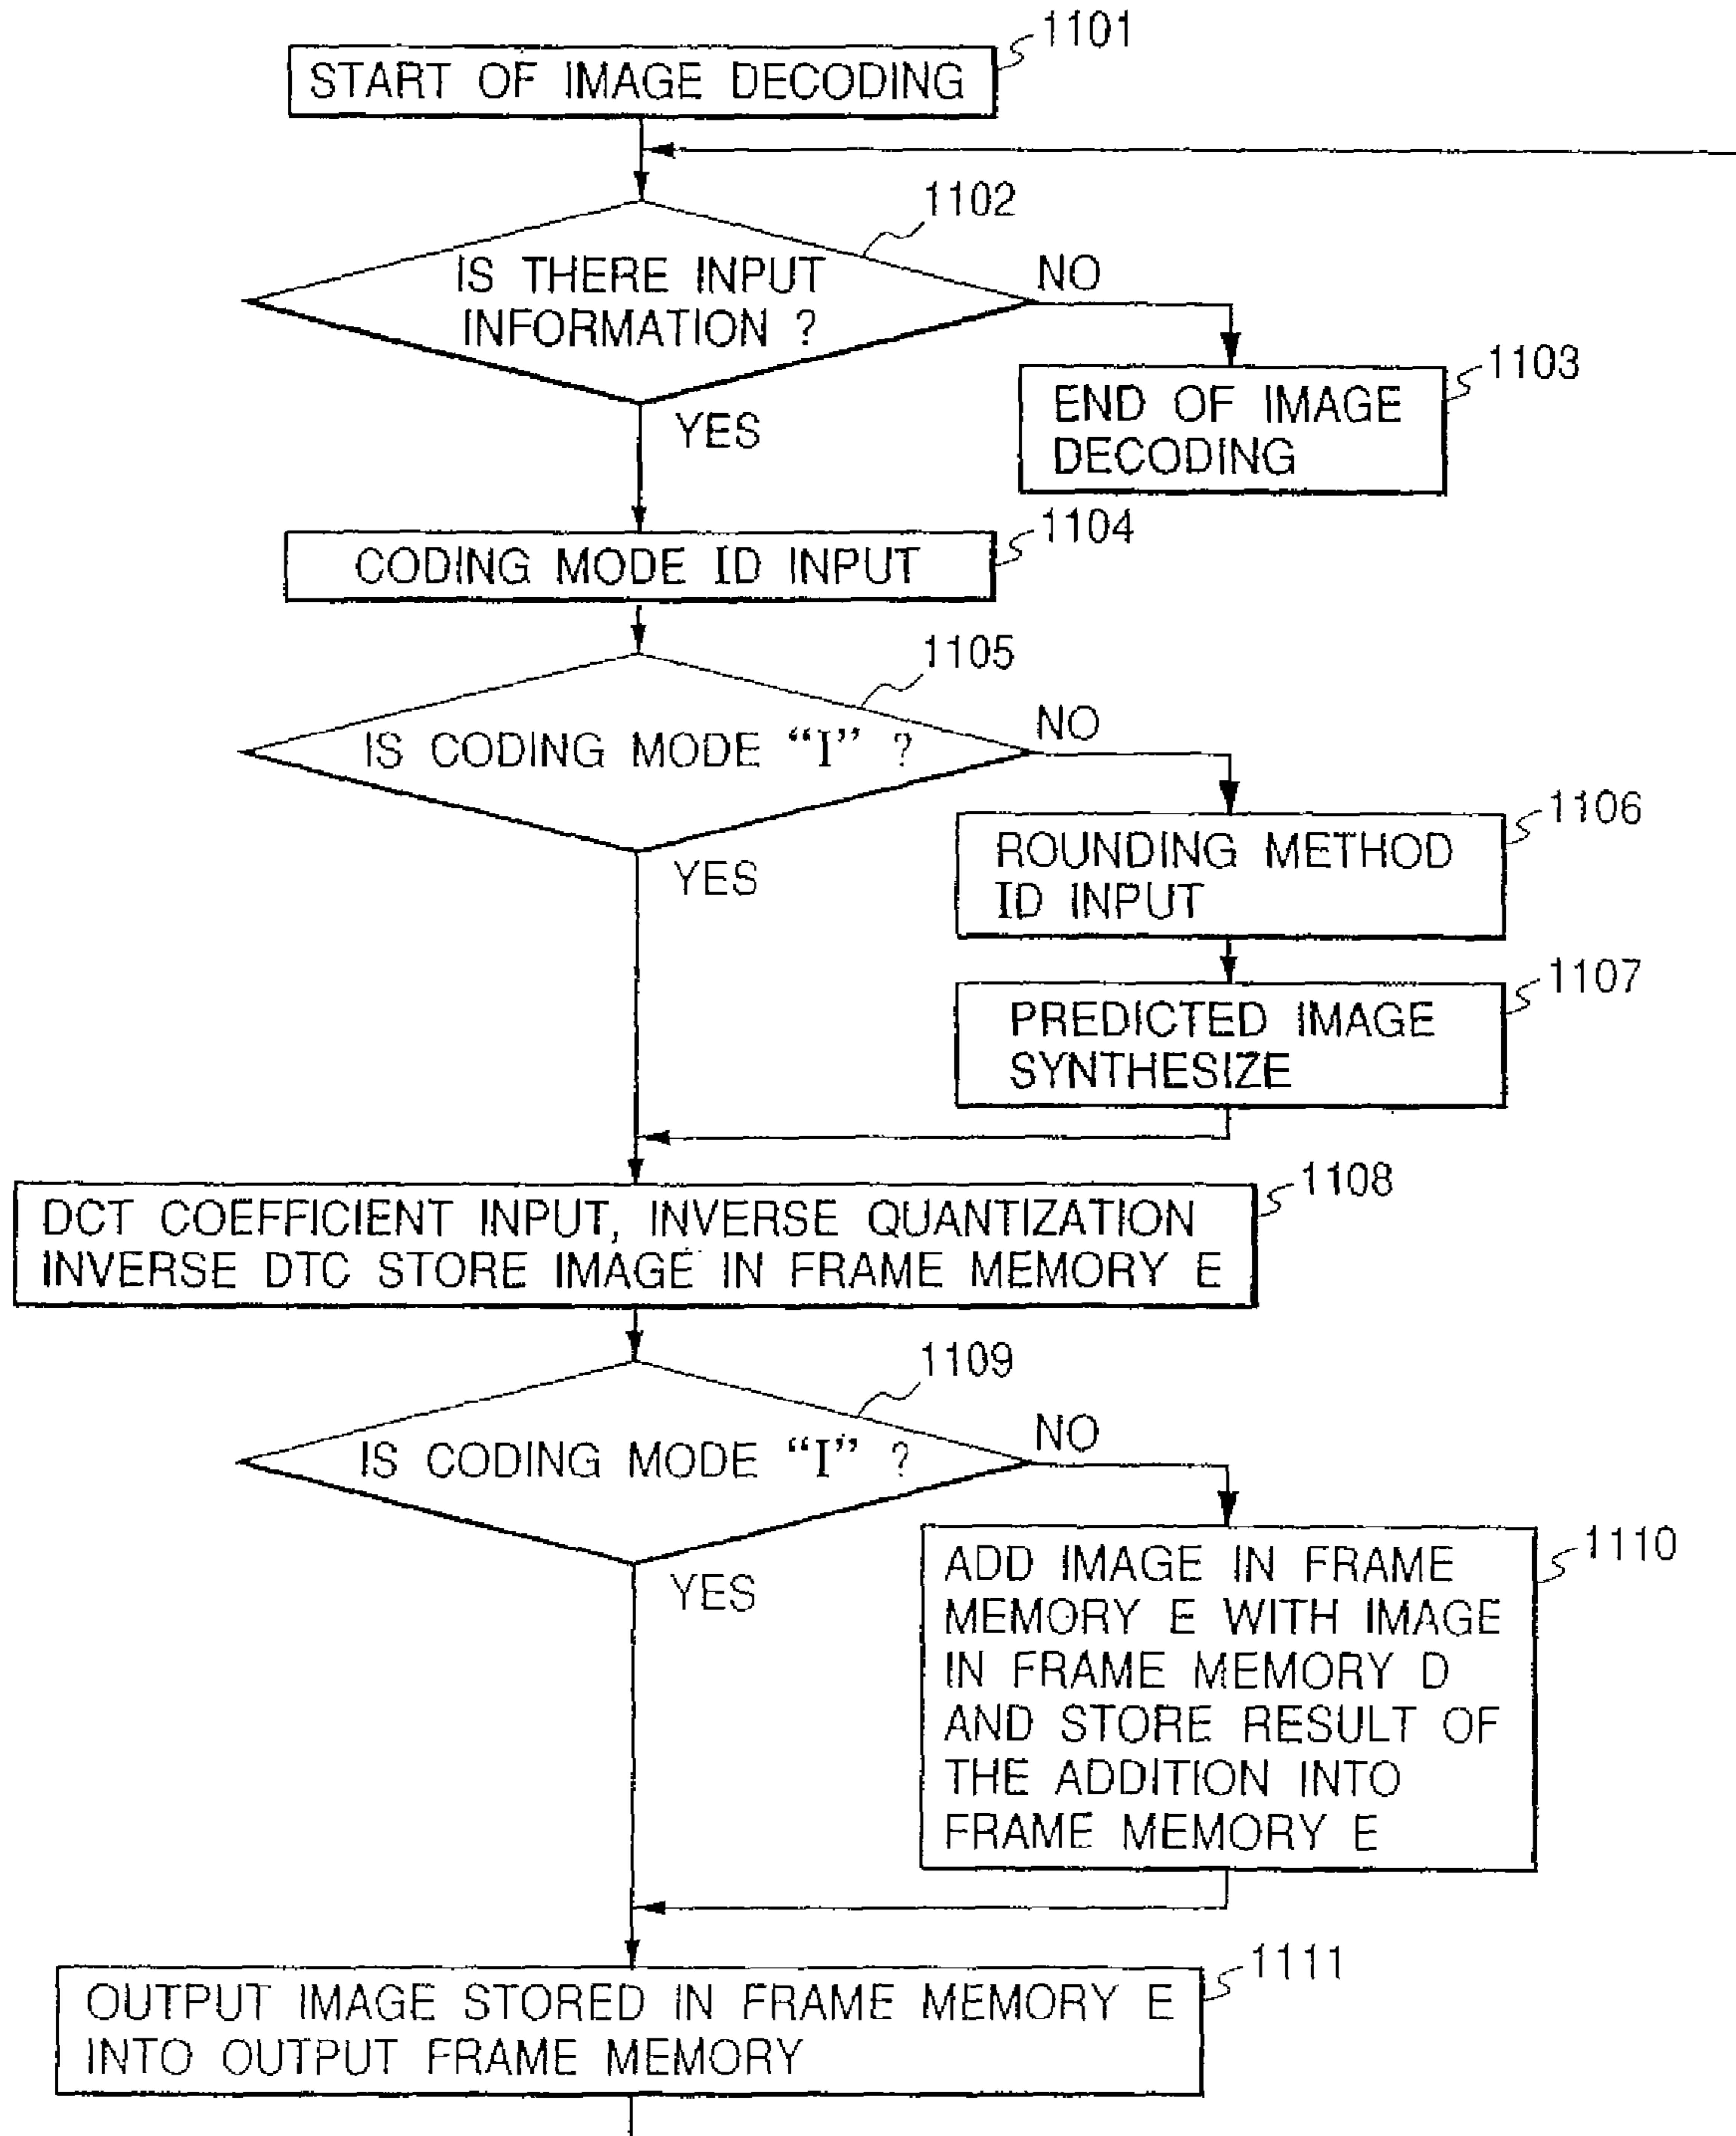 1101
START OF IMAGE DECODING
1102
IS THERE INPUT
INFORMATION ?
NO
YES
1103
END OF IMAGE
DECODING
1104
CODING MODE ID INPUT
1105
IS CODING MODE “I” ?
NO
YES
1106
ROUNDING METHOD
ID INPUT
1107
PREDICTED IMAGE
SYNTHESIZE
1108
DCT COEFFICIENT INPUT, INVERSE QUANTIZATION
INVERSE DTC STORE IMAGE IN FRAME MEMORY E
1109
IS CODING MODE “I” ?
NO
YES
1110
ADD IMAGE IN FRAME
MEMORY E WITH IMAGE
IN FRAME MEMORY D
AND STORE RESULT OF
THE ADDITION INTO
FRAME MEMORY E
1111
OUTPUT IMAGE STORED IN FRAME MEMORY E
INTO OUTPUT FRAME MEMORY